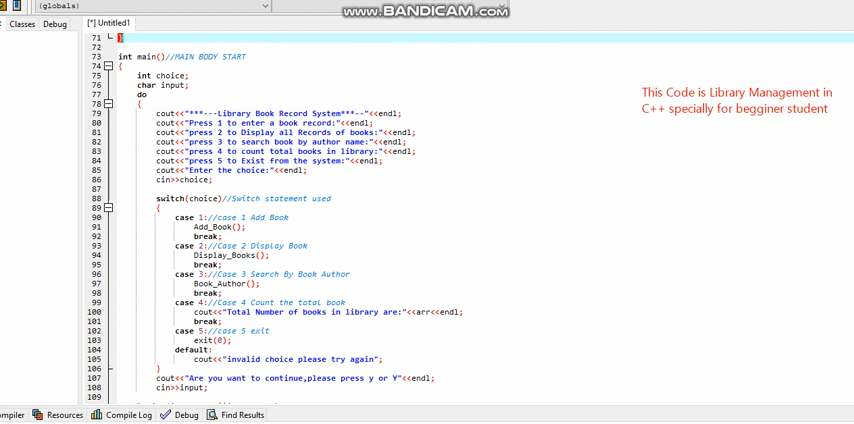 (globals)
WWW.BANDICAM.COM
Classes Debug [*] Untitled1
71 }
72
73 int main()//MAIN BODY START
74 {
75 int choice;
76 char input;
77 do
78 {
79 cout<<"***---Library Book Record System***--"<<endl;
80 cout<<"Press 1 to enter a book record:"<<endl;
81 cout<<"press 2 to Display all Records of books:"<<endl;
82 cout<<"press 3 to search book by author name:"<<endl;
83 cout<<"press 4 to count total books in library:"<<endl;
84 cout<<"press 5 to Exist from the system:"<<endl;
85 cout<<"Enter the choice:"<<endl;
86 cin>>choice;
87
88 switch(choice)//Switch statement used
89 {
90 case 1://case 1 Add Book
91 Add_Book();
92 break;
93 case 2://Case 2 Display Book
94 Display_Books();
95 break;
96 case 3://Case 3 Search By Book Author
97 Book_Author();
98 break;
99 case 4://Case 4 Count the total book
100 cout<<"Total Number of books in library are:"<<arr<<endl;
101 break;
102 case 5://case 5 exit
103 exit(0);
104 default:
105 cout<<"invalid choice please try again";
106 }
107 cout<<"Are you want to continue,please press y or Y"<<endl;
108 cin>>input;
109
This Code is Library Management in
C++ specially for begginer student
ompiler Resources Compile Log Debug Find Results